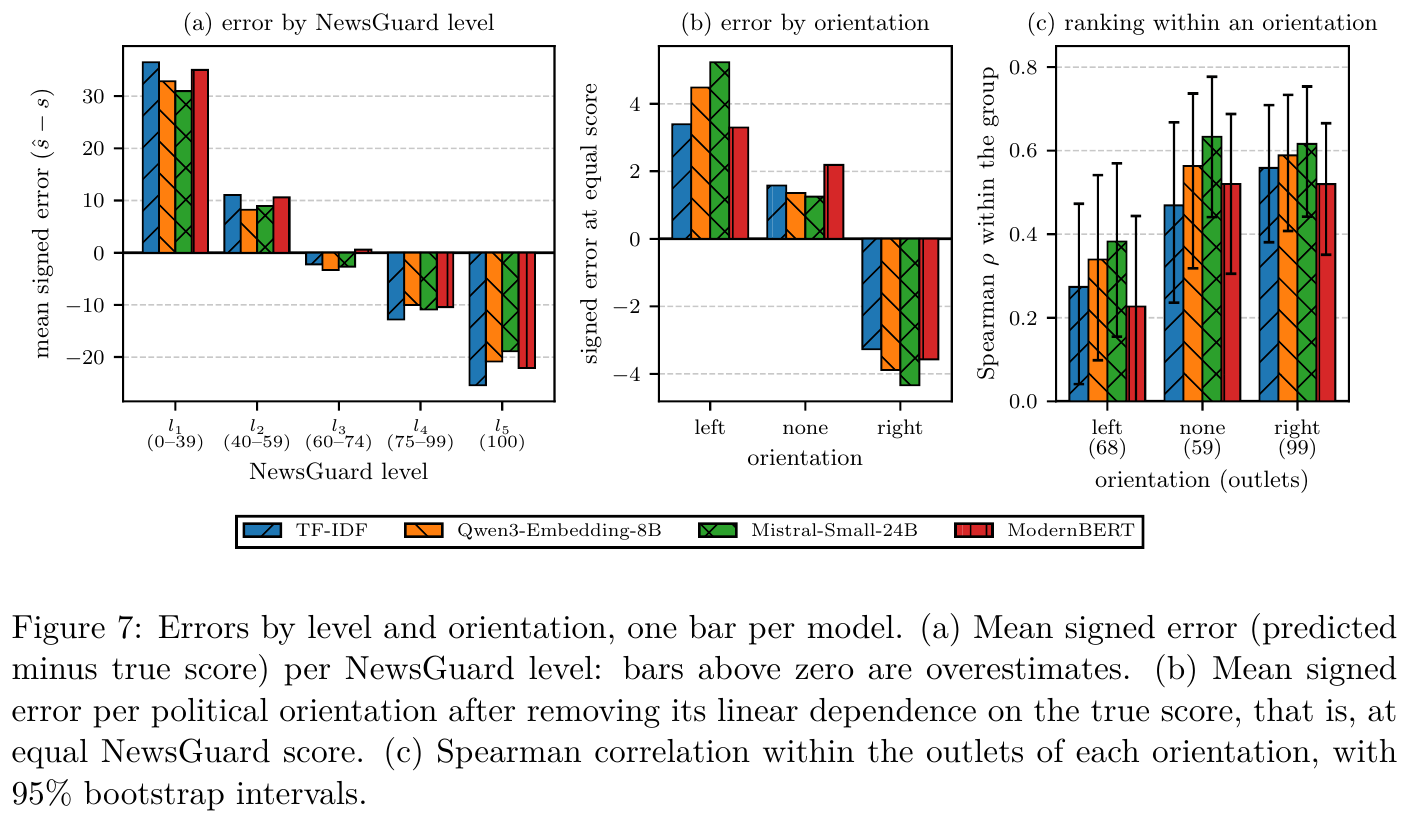 (a) error by NewsGuard level
mean signed error (ŝ − s)
30
20
10
0
−10
−20
l₁
(0–39)
l₂
(40–59)
l₃
(60–74)
l₄
(75–99)
l₅
(100)
NewsGuard level
(b) error by orientation
signed error at equal score
4
2
0
−2
−4
left
none
right
orientation
(c) ranking within an orientation
Spearman ρ within the group
0.8
0.6
0.4
0.2
0.0
left
(68)
none
(59)
right
(99)
orientation (outlets)
TF-IDF
Qwen3-Embedding-8B
Mistral-Small-24B
ModernBERT
Figure 7: Errors by level and orientation, one bar per model. (a) Mean signed error (predicted
minus true score) per NewsGuard level: bars above zero are overestimates. (b) Mean signed
error per political orientation after removing its linear dependence on the true score, that is, at
equal NewsGuard score. (c) Spearman correlation within the outlets of each orientation, with
95% bootstrap intervals.